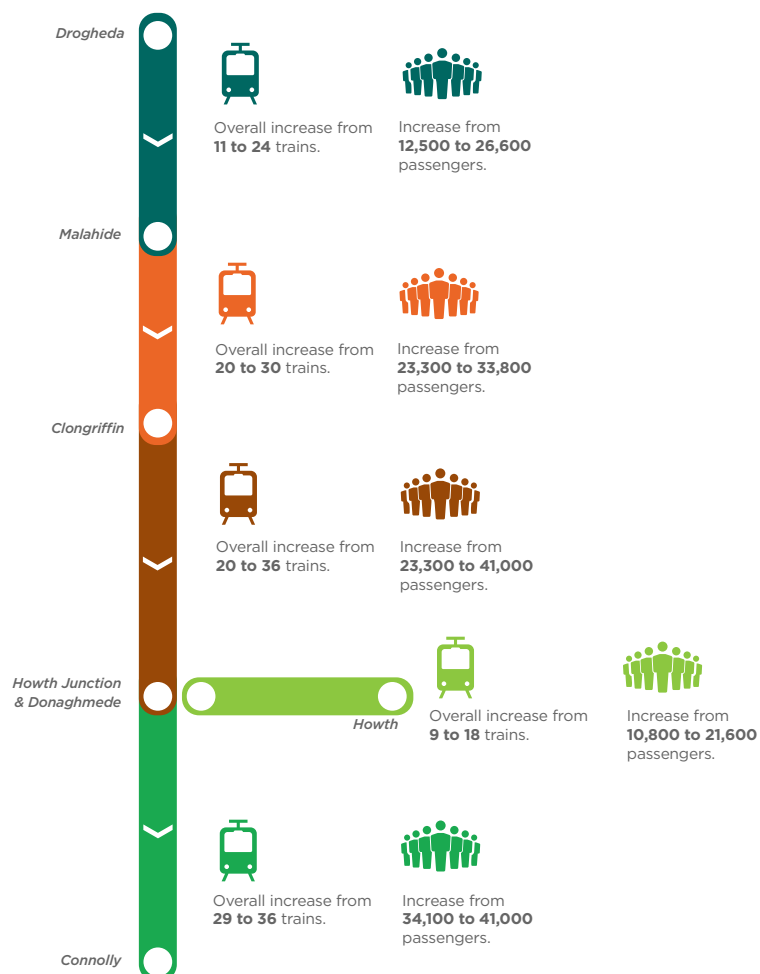 Drogheda
Overall increase from
11 to 24 trains.
Increase from
12,500 to 26,600
passengers.
Malahide
Overall increase from
20 to 30 trains.
Increase from
23,300 to 33,800
passengers.
Clongriffin
Overall increase from
20 to 36 trains.
Increase from
23,300 to 41,000
passengers.
Howth Junction
& Donaghmede
Howth
Overall increase from
9 to 18 trains.
Increase from
10,800 to 21,600
passengers.
Overall increase from
29 to 36 trains.
Increase from
34,100 to 41,000
passengers.
Connolly